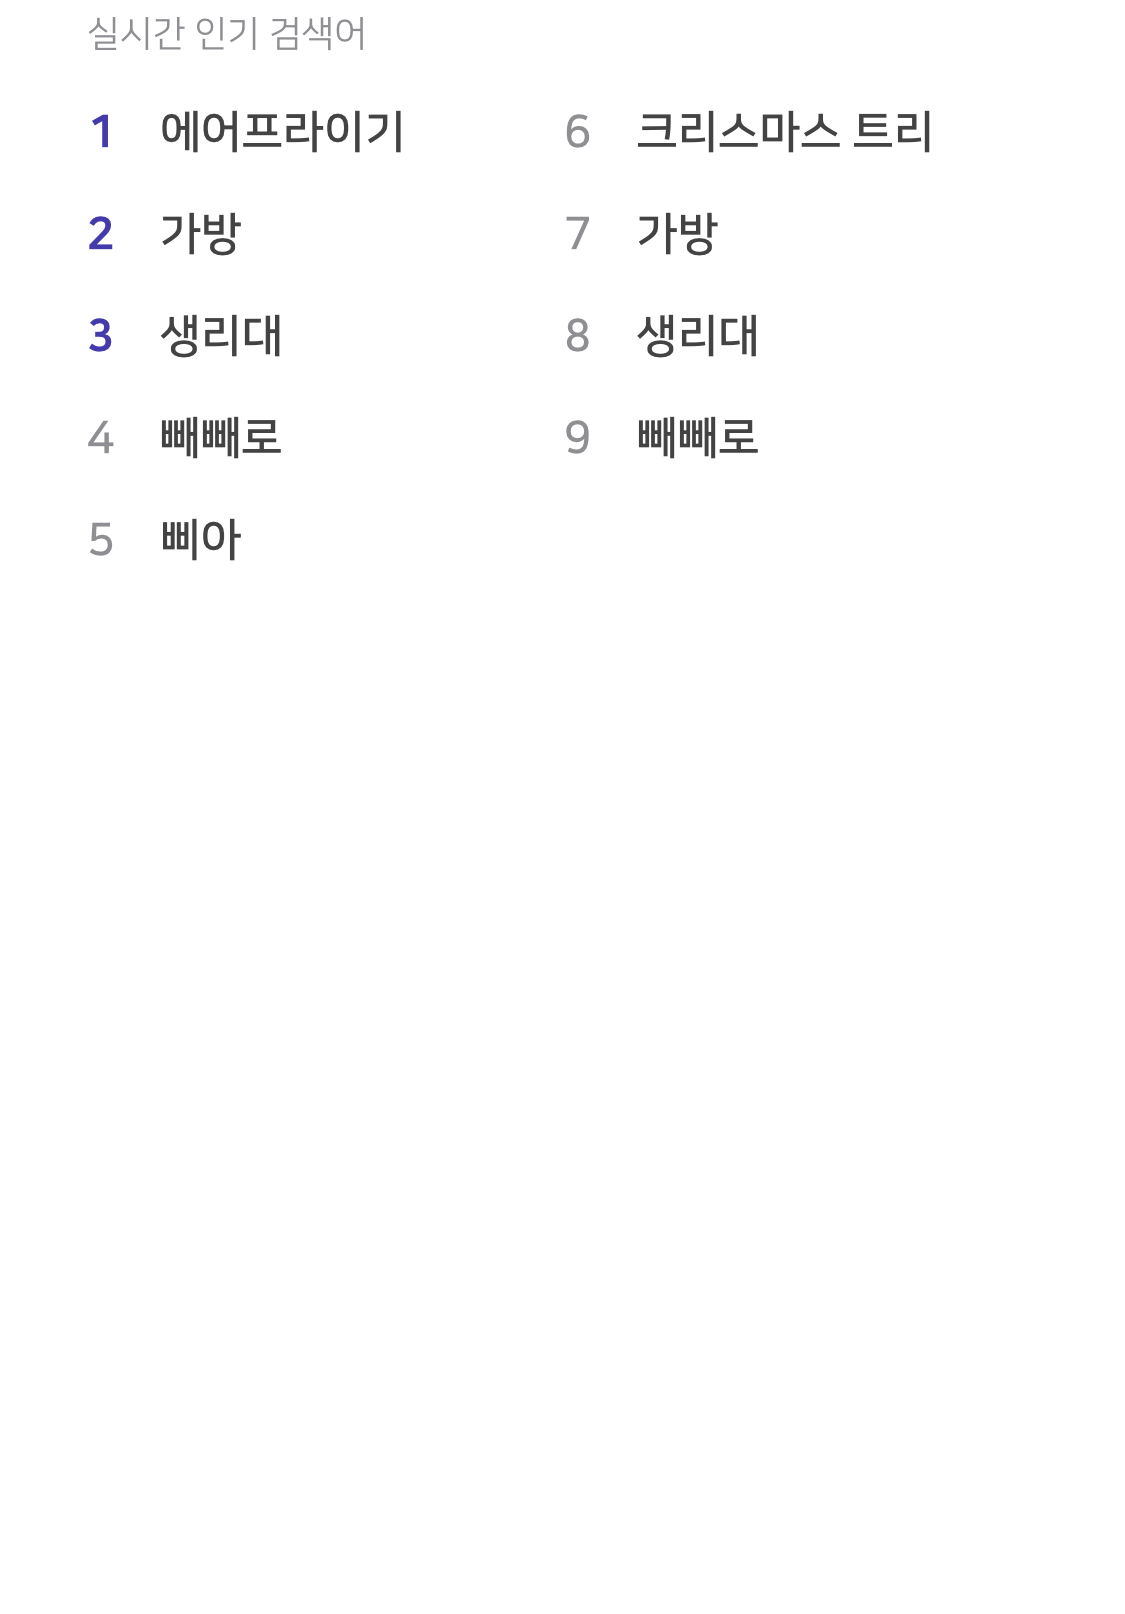 실시간 인기 검색어
1 에어프라이기
2 가방
3 생리대
4 빼빼로
5 삐아
6 크리스마스 트리
7 가방
8 생리대
9 빼빼로